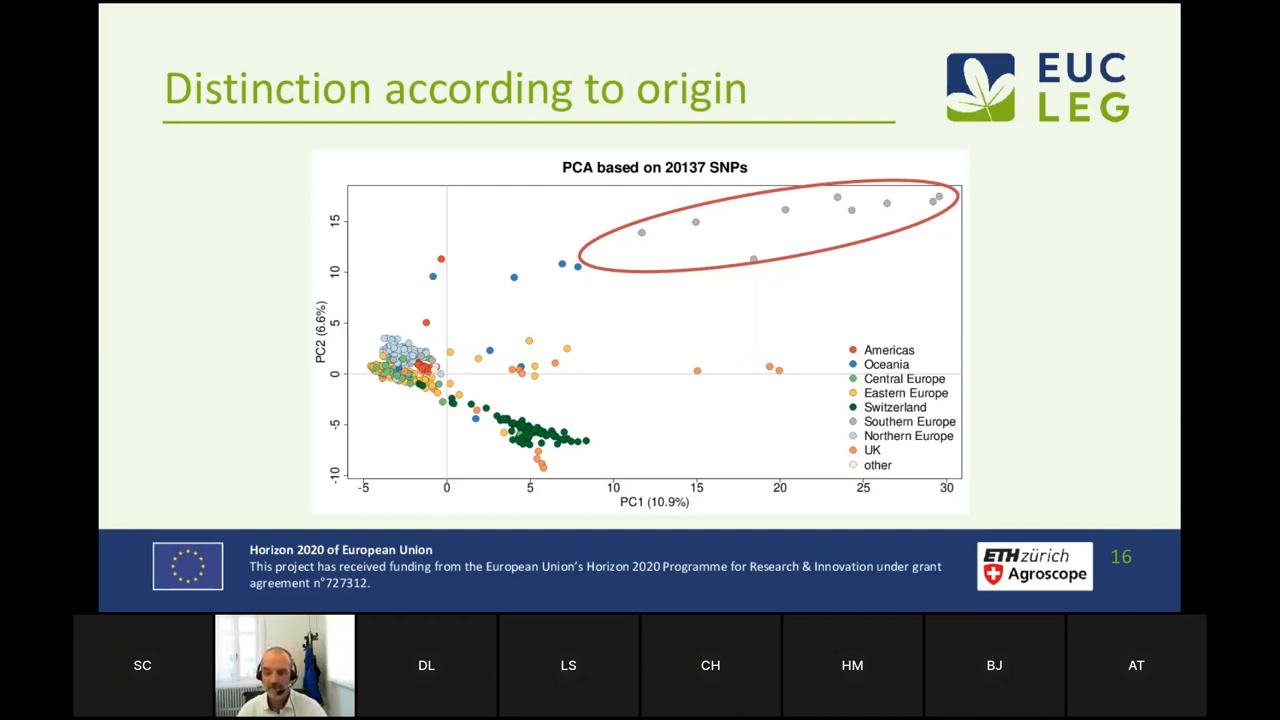 Distinction according to origin
EUC
LEG
PCA based on 20137 SNPs
PC2 (6.6%)
15
10
5
0
-5
-10
-5
0
5
10
15
20
25
30
PC1 (10.9%)
Americas
Oceania
Central Europe
Eastern Europe
Switzerland
Southern Europe
Northern Europe
UK
other
Horizon 2020 of European Union
This project has received funding from the European Union's Horizon 2020 Programme for Research & Innovation under grant
agreement n°727312.
ETHzürich
Agroscope
16
SC
DL
LS
CH
HM
BJ
AT